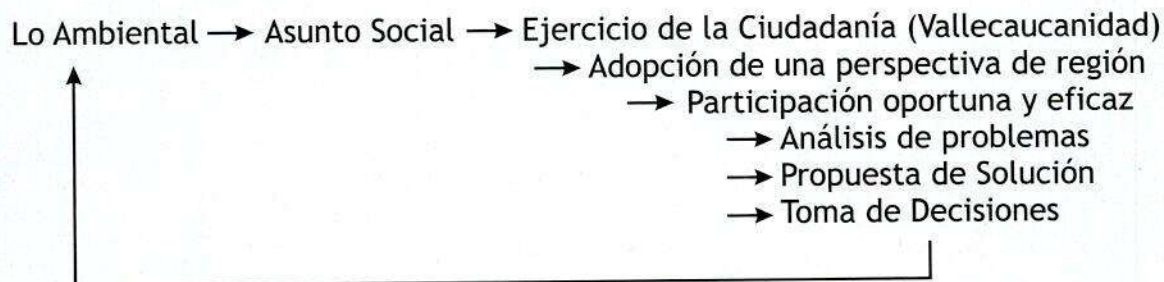 Lo Ambiental → Asunto Social → Ejercicio de la Ciudadanía (Vallecaucanidad)
→ Adopción de una perspectiva de región
→ Participación oportuna y eficaz
→ Análisis de problemas
→ Propuesta de Solución
→ Toma de Decisiones